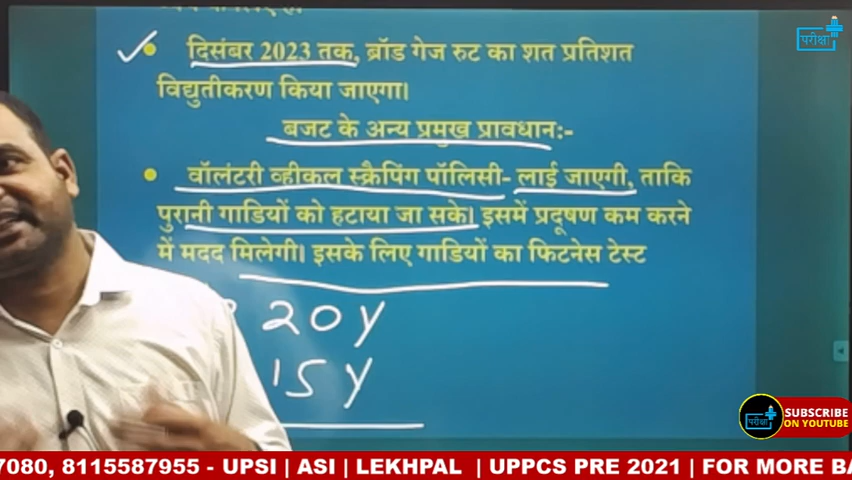 परीक्षा
दिसंबर 2023 तक, ब्रॉड गेज रुट का शत प्रतिशत
विद्युतीकरण किया जाएगा।
बजट के अन्य प्रमुख प्रावधानः-
वॉलंटरी व्हीकल स्क्रैपिंग पॉलिसी- लाई जाएगी, ताकि
पुरानी गाडियों को हटाया जा सके। इसमें प्रदूषण कम करने
में मदद मिलेगी। इसके लिए गाडियों का फिटनेस टेस्ट
20Y
15Y
परीक्षा
SUBSCRIBE
ON YOUTUBE
7080, 8115587955 - UPSI | ASI | LEKHPAL | UPPCS PRE 2021 | FOR MORE BA